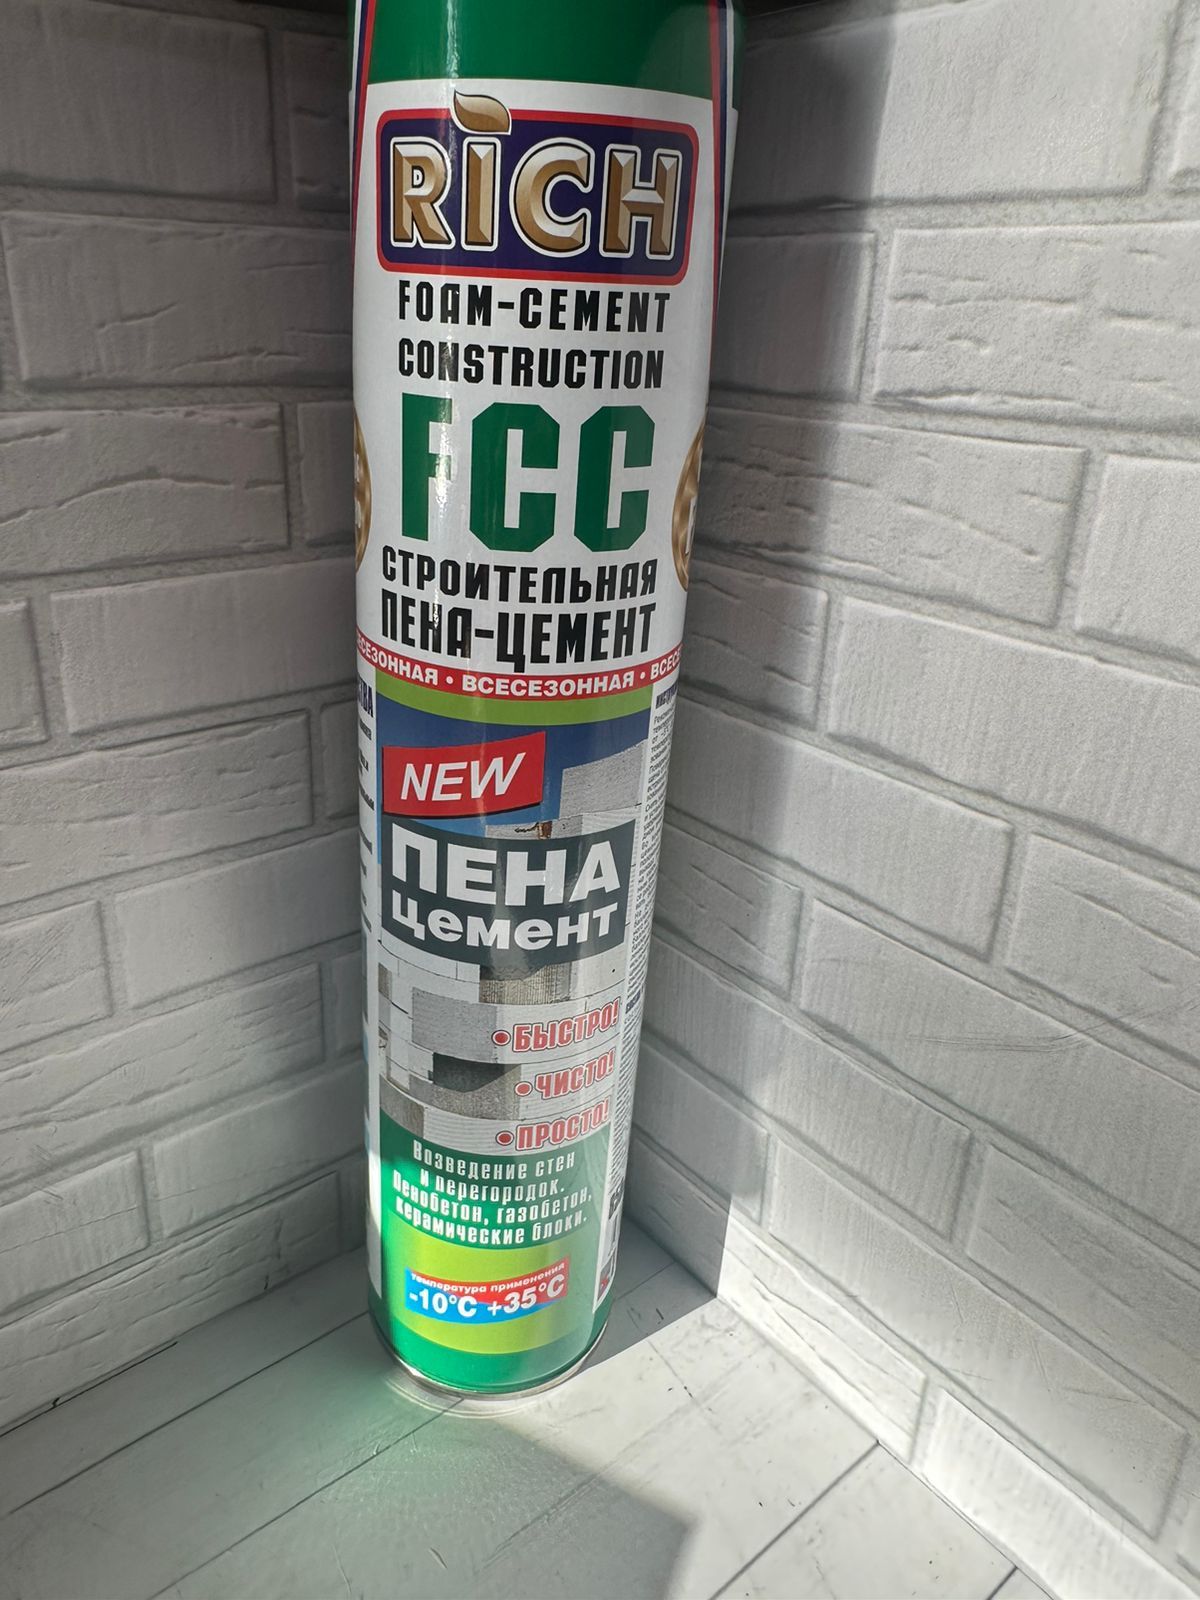 RICH
FOAM-CEMENT
CONSTRUCTION
FCC
СТРОИТЕЛЬНАЯ
ПЕНА-ЦЕМЕНТ
ВСЕСЕЗОННАЯ •
NEW
ПЕНА
цемент
• БЫСТРО!
• ЧИСТО!
• ПРОСТО!
Возведение стен
и перегородок.
Пенобетон, газобетон,
керамические блоки.
температура применения
-10°C +35°C